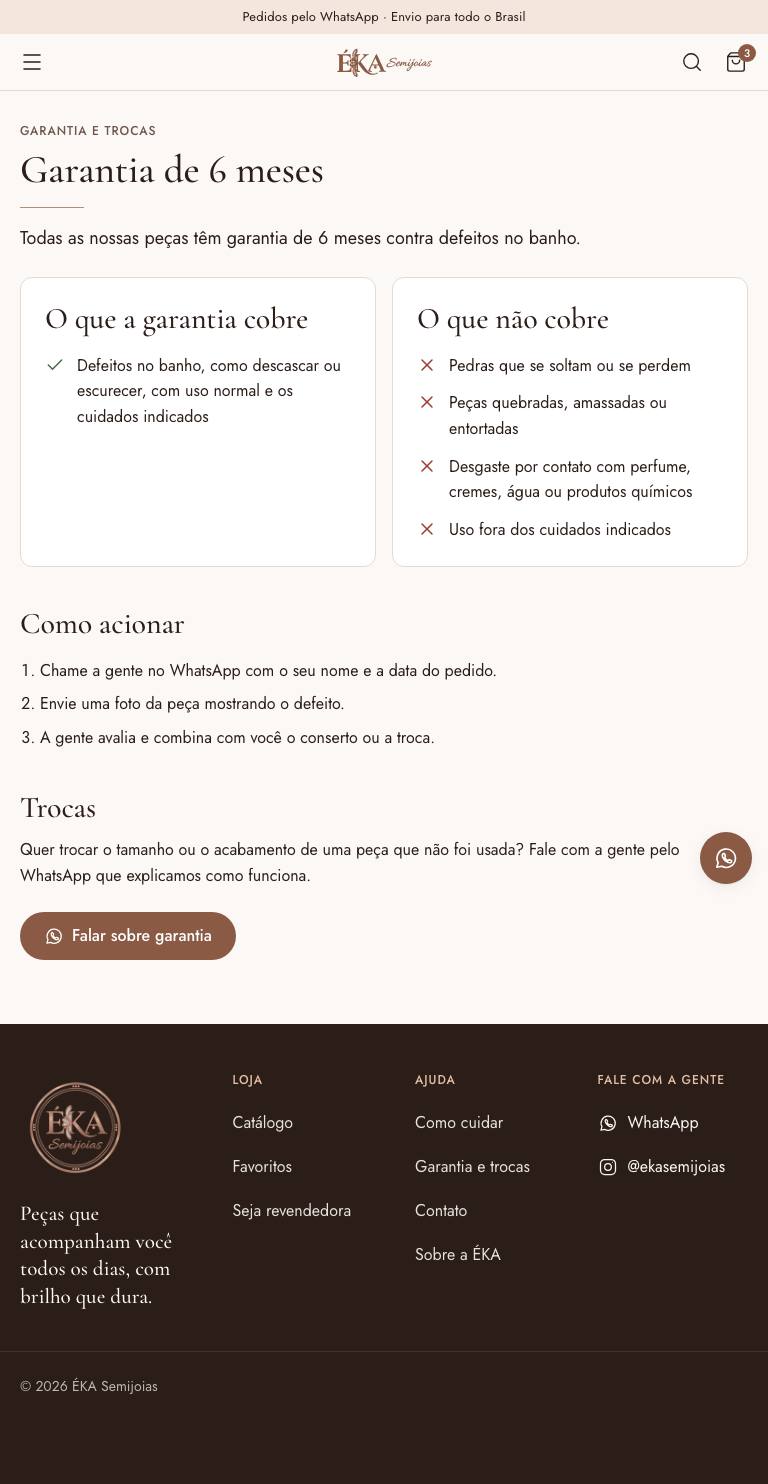 Pedidos pelo WhatsApp · Envio para todo o Brasil
ÉKA Semijoias
3
GARANTIA E TROCAS
Garantia de 6 meses
Todas as nossas peças têm garantia de 6 meses contra defeitos no banho.
O que a garantia cobre
Defeitos no banho, como descascar ou
escurecer, com uso normal e os
cuidados indicados
O que não cobre
Pedras que se soltam ou se perdem
Peças quebradas, amassadas ou
entortadas
Desgaste por contato com perfume,
cremes, água ou produtos químicos
Uso fora dos cuidados indicados
Como acionar
1. Chame a gente no WhatsApp com o seu nome e a data do pedido.
2. Envie uma foto da peça mostrando o defeito.
3. A gente avalia e combina com você o conserto ou a troca.
Trocas
Quer trocar o tamanho ou o acabamento de uma peça que não foi usada? Fale com a gente pelo
WhatsApp que explicamos como funciona.
Falar sobre garantia
ÉKA
Semijoias
Peças que
acompanham você
todos os dias, com
brilho que dura.
LOJA
Catálogo
Favoritos
Seja revendedora
AJUDA
Como cuidar
Garantia e trocas
Contato
Sobre a ÉKA
FALE COM A GENTE
WhatsApp
@ekasemijoias
© 2026 ÉKA Semijoias